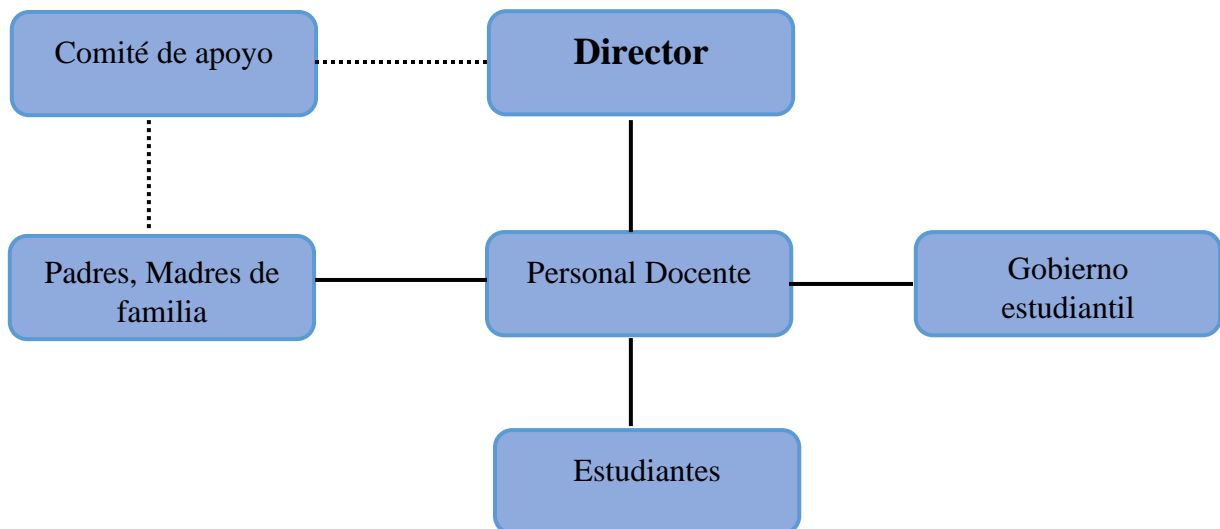 Comité de apoyo
Director
Padres, Madres de
familia
Personal Docente
Gobierno
estudiantil
Estudiantes